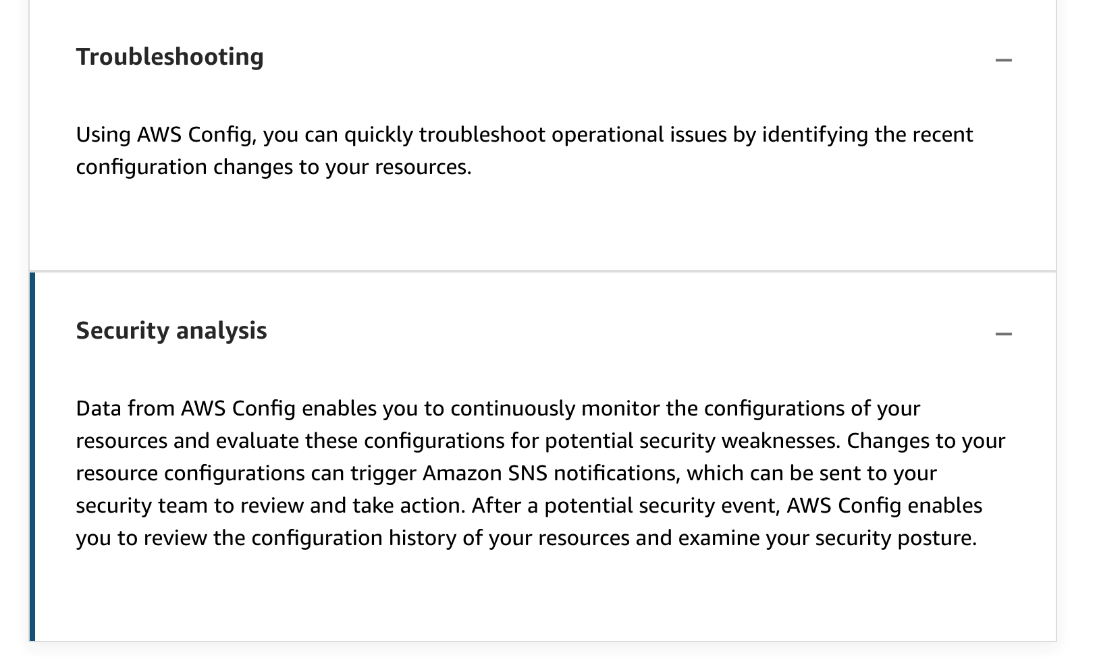 Troubleshooting
Using AWS Config, you can quickly troubleshoot operational issues by identifying the recent
configuration changes to your resources.
Security analysis
Data from AWS Config enables you to continuously monitor the configurations of your
resources and evaluate these configurations for potential security weaknesses. Changes to your
resource configurations can trigger Amazon SNS notifications, which can be sent to your
security team to review and take action. After a potential security event, AWS Config enables
you to review the configuration history of your resources and examine your security posture.